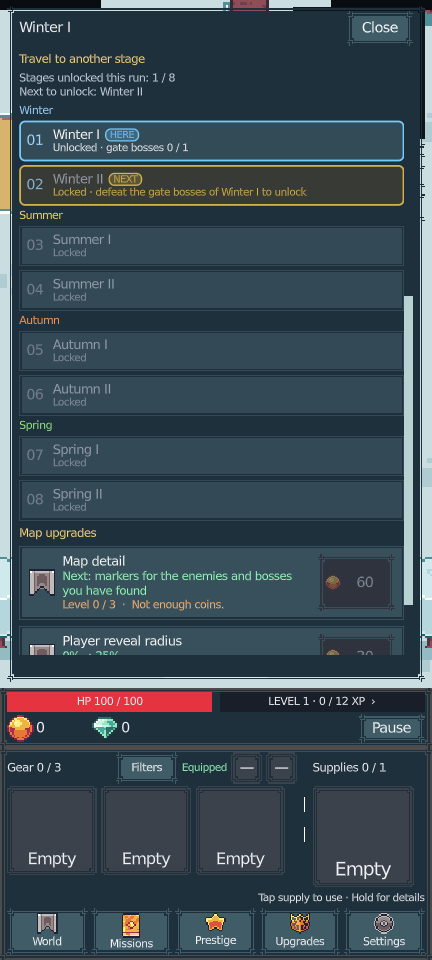 Winter I
Close
Travel to another stage
Stages unlocked this run: 1 / 8
Next to unlock: Winter II
Winter
01 Winter I HERE
Unlocked · gate bosses 0 / 1
02 Winter II NEXT
Locked · defeat the gate bosses of Winter I to unlock
Summer
03 Summer I
Locked
04 Summer II
Locked
Autumn
05 Autumn I
Locked
06 Autumn II
Locked
Spring
07 Spring I
Locked
08 Spring II
Locked
Map upgrades
Map detail
Next: markers for the enemies and bosses
you have found
60
Level 0 / 3 · Not enough coins.
Player reveal radius
HP 100 / 100
LEVEL 1 · 0 / 12 XP ›
0
0
Pause
Gear 0 / 3
Filters
Equipped
—
—
Supplies 0 / 1
Empty
Empty
Empty
Empty
Tap supply to use · Hold for details
World
Missions
Prestige
Upgrades
Settings